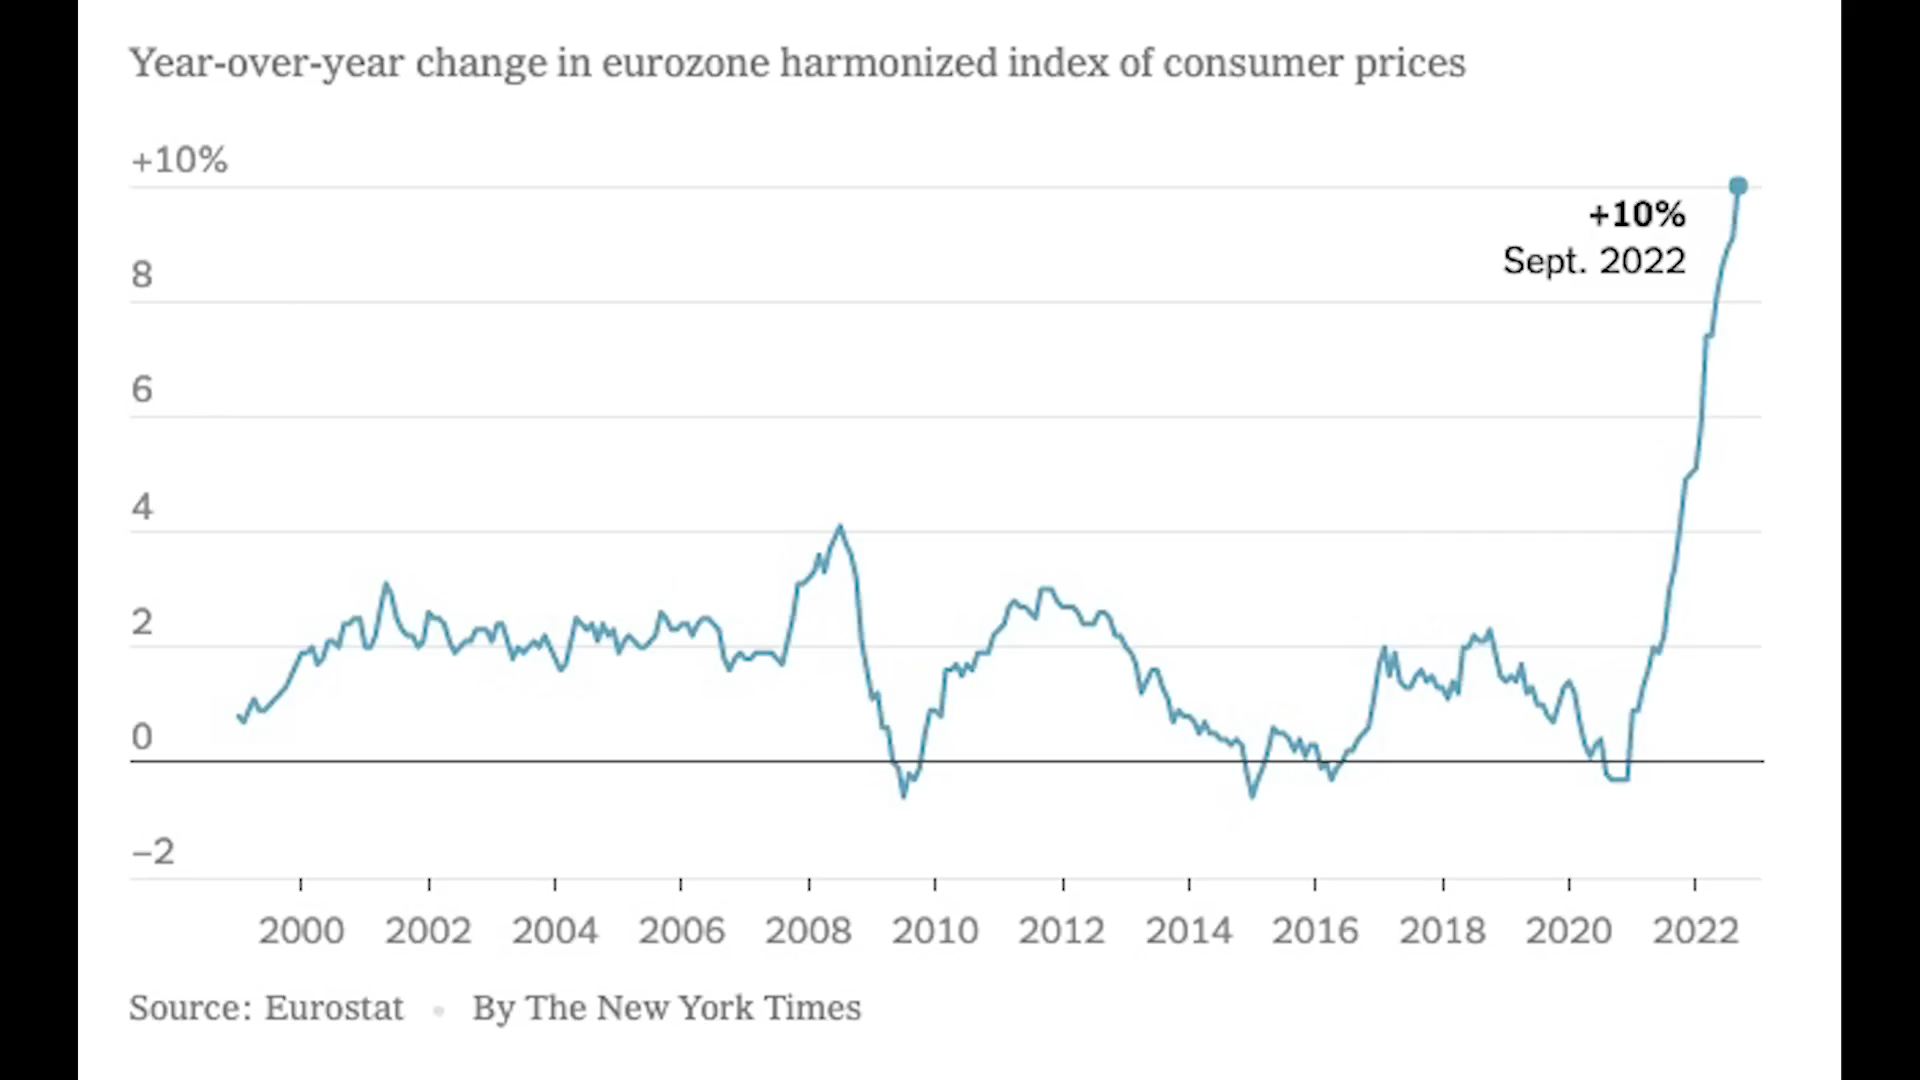 Year-over-year change in eurozone harmonized index of consumer prices
+10%
+10%
Sept. 2022
8
6
4
2
0
−2
2000 2002 2004 2006 2008 2010 2012 2014 2016 2018 2020 2022
Source: Eurostat • By The New York Times